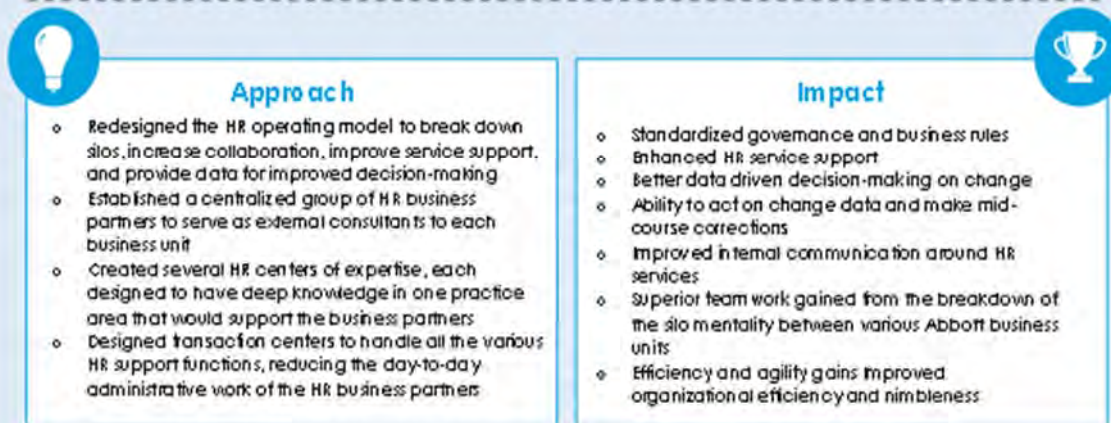 Approach
o Redesigned the HR operating model to break down
silos, increase collaboration, improve service support,
and provide data for improved decision-making
o Established a centralized group of HR business
partners to serve as external consultants to each
business unit
o Created several HR centers of expertise, each
designed to have deep knowledge in one practice
area that would support the business partners
o Designed transaction centers to handle all the various
HR support functions, reducing the day-to-day
administrative work of the HR business partners
Impact
o Standardized governance and business rules
o Enhanced HR service support
o Better data driven decision-making on change
o Ability to act on change data and make mid-
course corrections
o Improved internal communication around HR
services
o Superior team work gained from the breakdown of
the silo mentality between various Abbott business
units
o Efficiency and agility gains improved
organizational efficiency and nimbleness